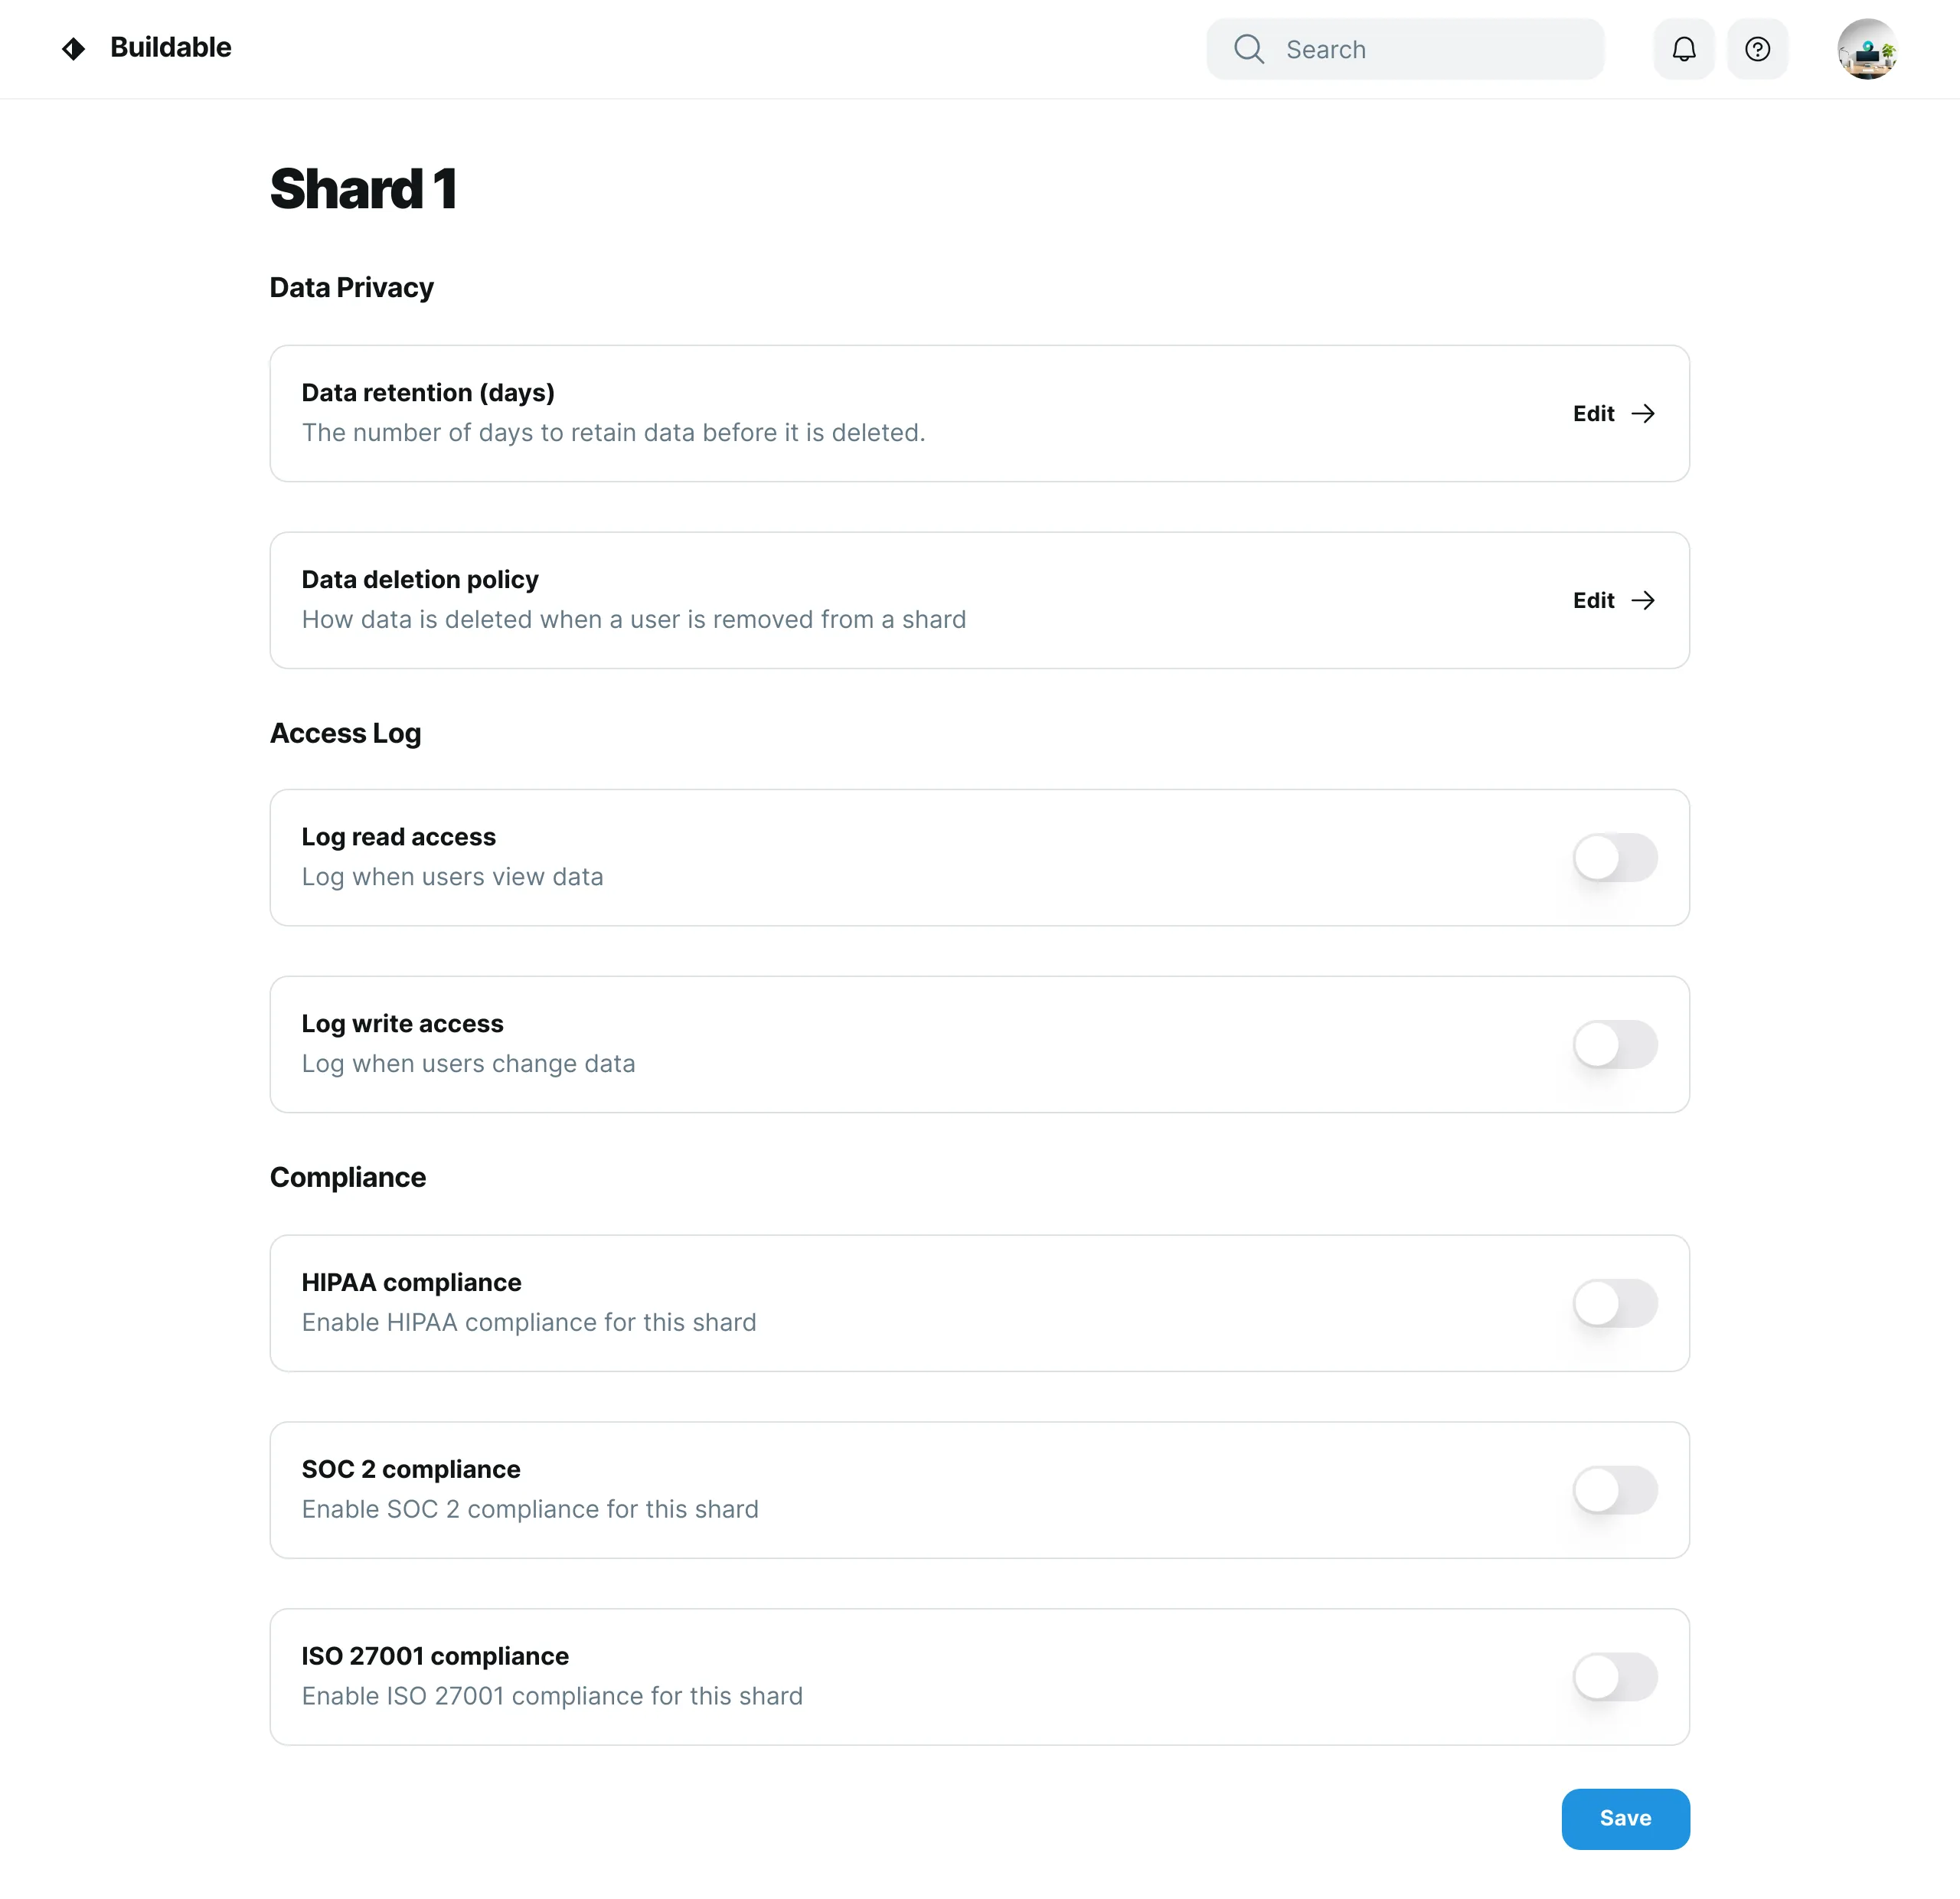 Buildable
Search
Shard 1
Data Privacy
Data retention (days)
The number of days to retain data before it is deleted.
Edit
Data deletion policy
How data is deleted when a user is removed from a shard
Edit
Access Log
Log read access
Log when users view data
Log write access
Log when users change data
Compliance
HIPAA compliance
Enable HIPAA compliance for this shard
SOC 2 compliance
Enable SOC 2 compliance for this shard
ISO 27001 compliance
Enable ISO 27001 compliance for this shard
Save